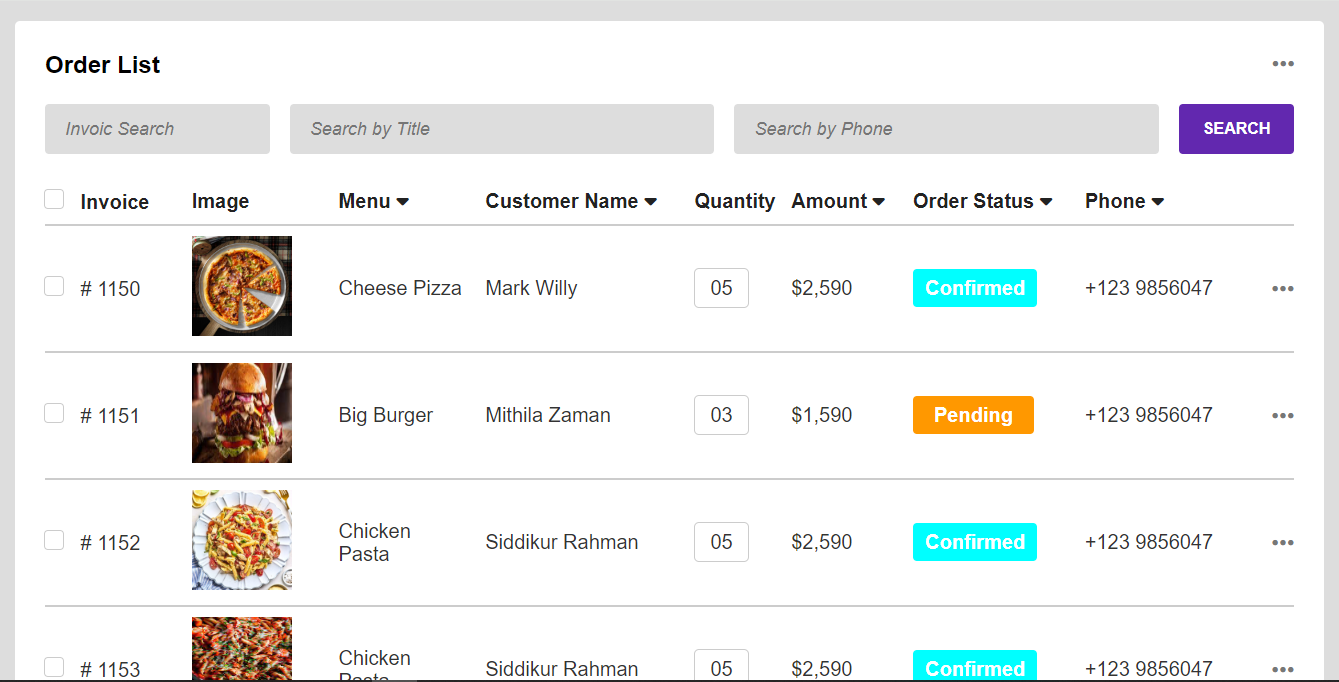 Order List
Invoic Search Search by Title Search by Phone SEARCH
Invoice Image Menu Customer Name Quantity Amount Order Status Phone
# 1150 Cheese Pizza Mark Willy 05 $2,590 Confirmed +123 9856047
# 1151 Big Burger Mithila Zaman 03 $1,590 Pending +123 9856047
# 1152 Chicken Pasta Siddikur Rahman 05 $2,590 Confirmed +123 9856047
# 1153 Chicken Pasta Siddikur Rahman 05 $2,590 Confirmed +123 9856047